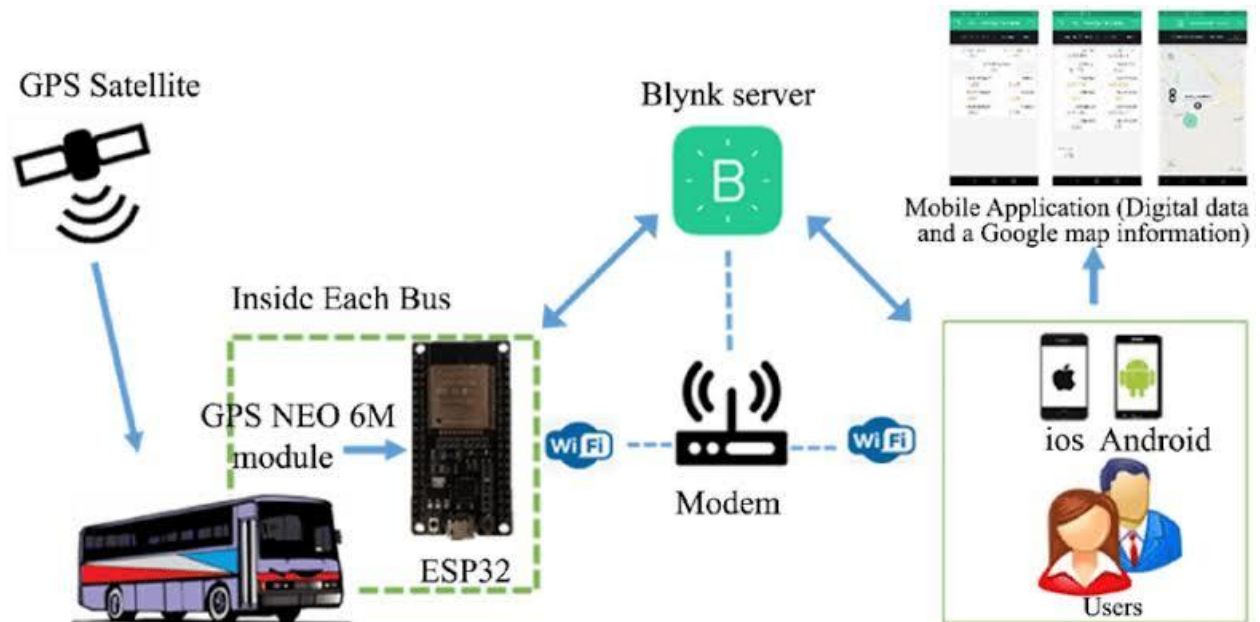 GPS Satellite
Blynk server
B
Mobile Application (Digital data
and a Google map information)
Inside Each Bus
GPS NEO 6M
module
ESP32
WiFi
Modem
WiFi
ios Android
Users